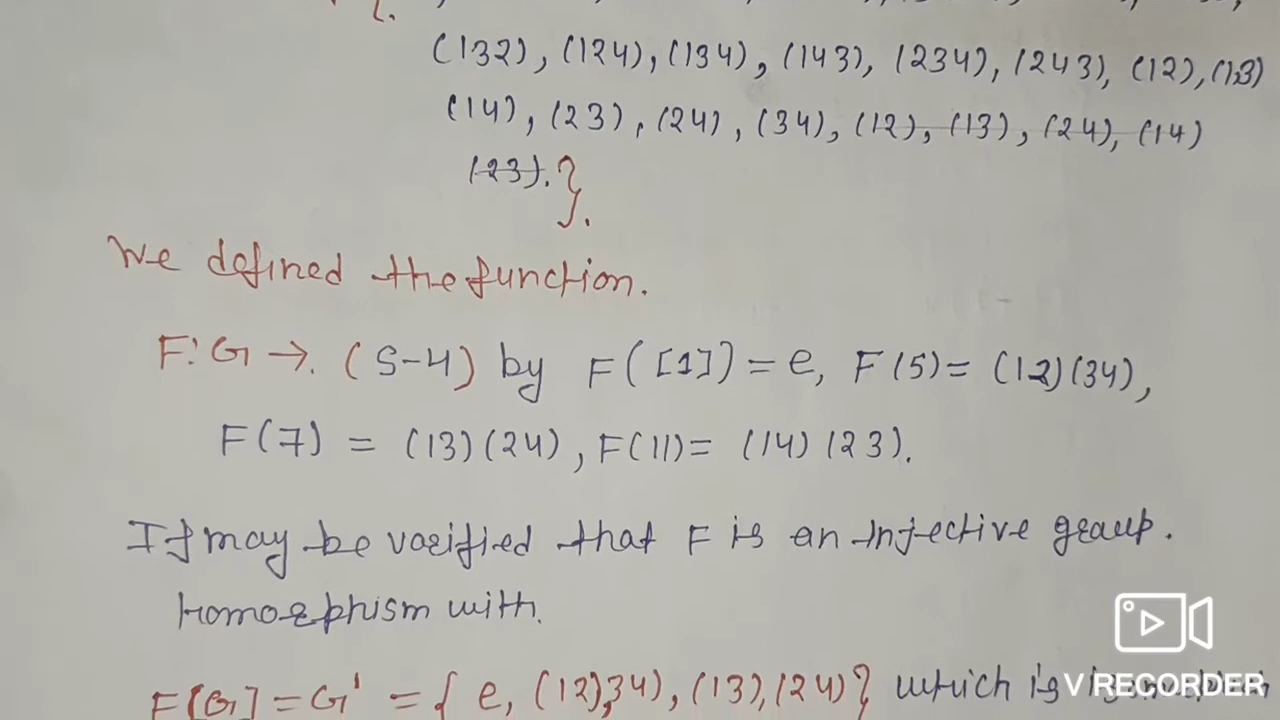 (132), (124), (134), (143), (234), (243), (12), (13)
(14), (23), (24), (34), (12), (13), (24), (14)
(23).}.
We defined the function.
F: G →. (S-4) by F([1]) = e, F(5) = (12)(34),
F(7) = (13)(24), F(11) = (14)(23).
It may be varified that F is an injective group.
Homorphism with.
F[G] = G' = { e, (12),34), (13),(24)} which is
V RECORDER